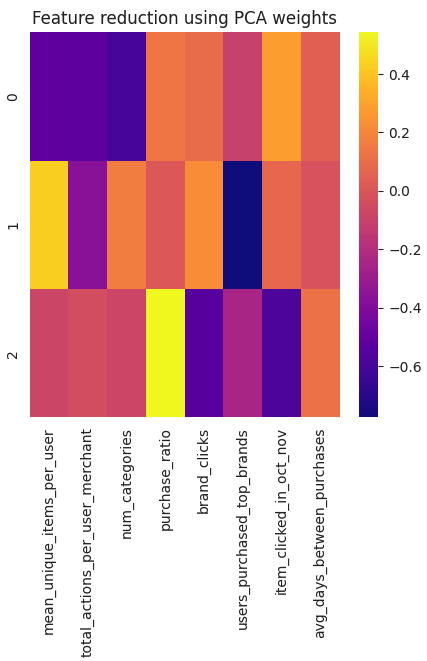 Feature reduction using PCA weights
0
1
2
0.4
0.2
0.0
−0.2
−0.4
−0.6
mean_unique_items_per_user
total_actions_per_user_merchant
num_categories
purchase_ratio
brand_clicks
users_purchased_top_brands
item_clicked_in_oct_nov
avg_days_between_purchases